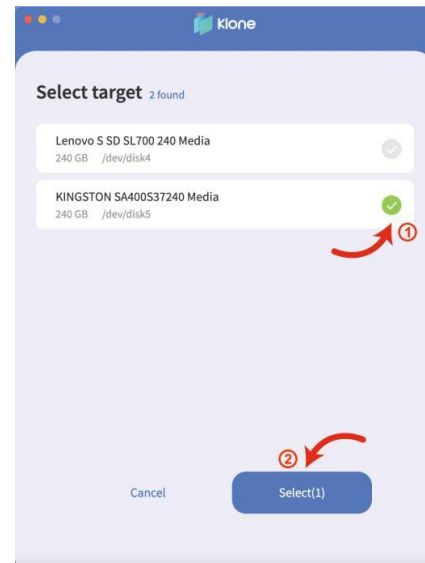 Klone
Select target 2 found
Lenovo S SD SL700 240 Media
240 GB /dev/disk4
KINGSTON SA400S37240 Media
240 GB /dev/disk5
①
②
Cancel
Select(1)